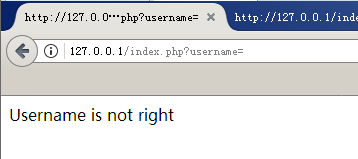 http://127.0.0…php?username=
http://127.0.0.1/inde
127.0.0.1/index.php?username=
Username is not right